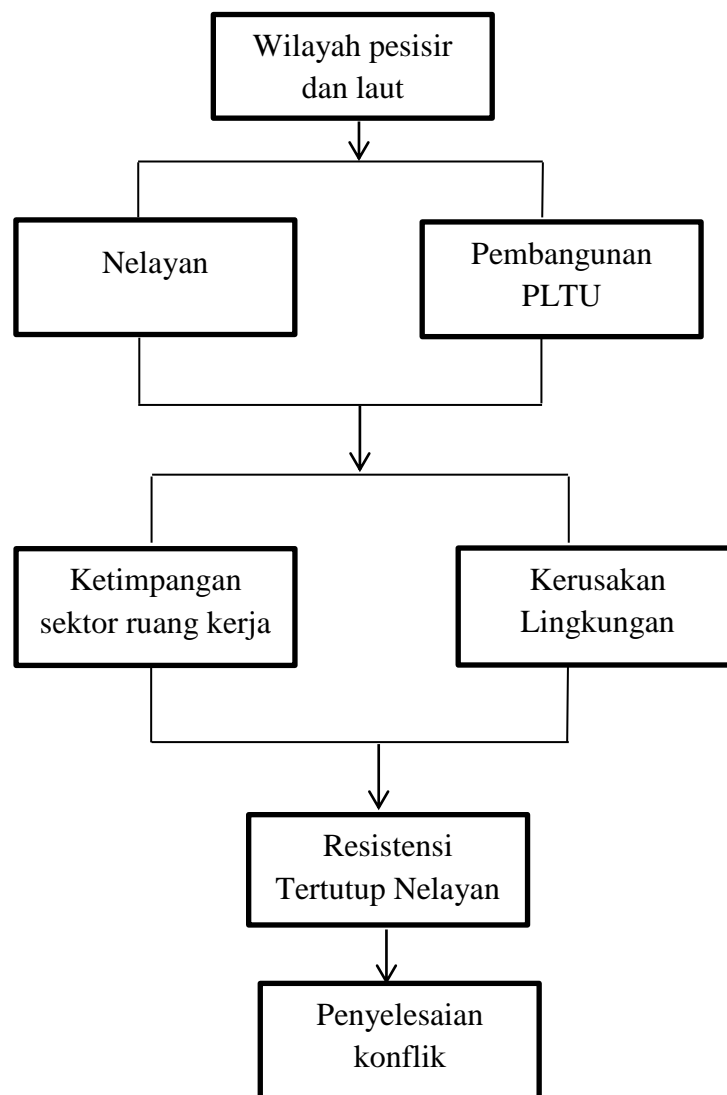 Wilayah pesisir
dan laut
Nelayan
Pembangunan
PLTU
Ketimpangan
sektor ruang kerja
Kerusakan
Lingkungan
Resistensi
Tertutup Nelayan
Penyelesaian
konflik